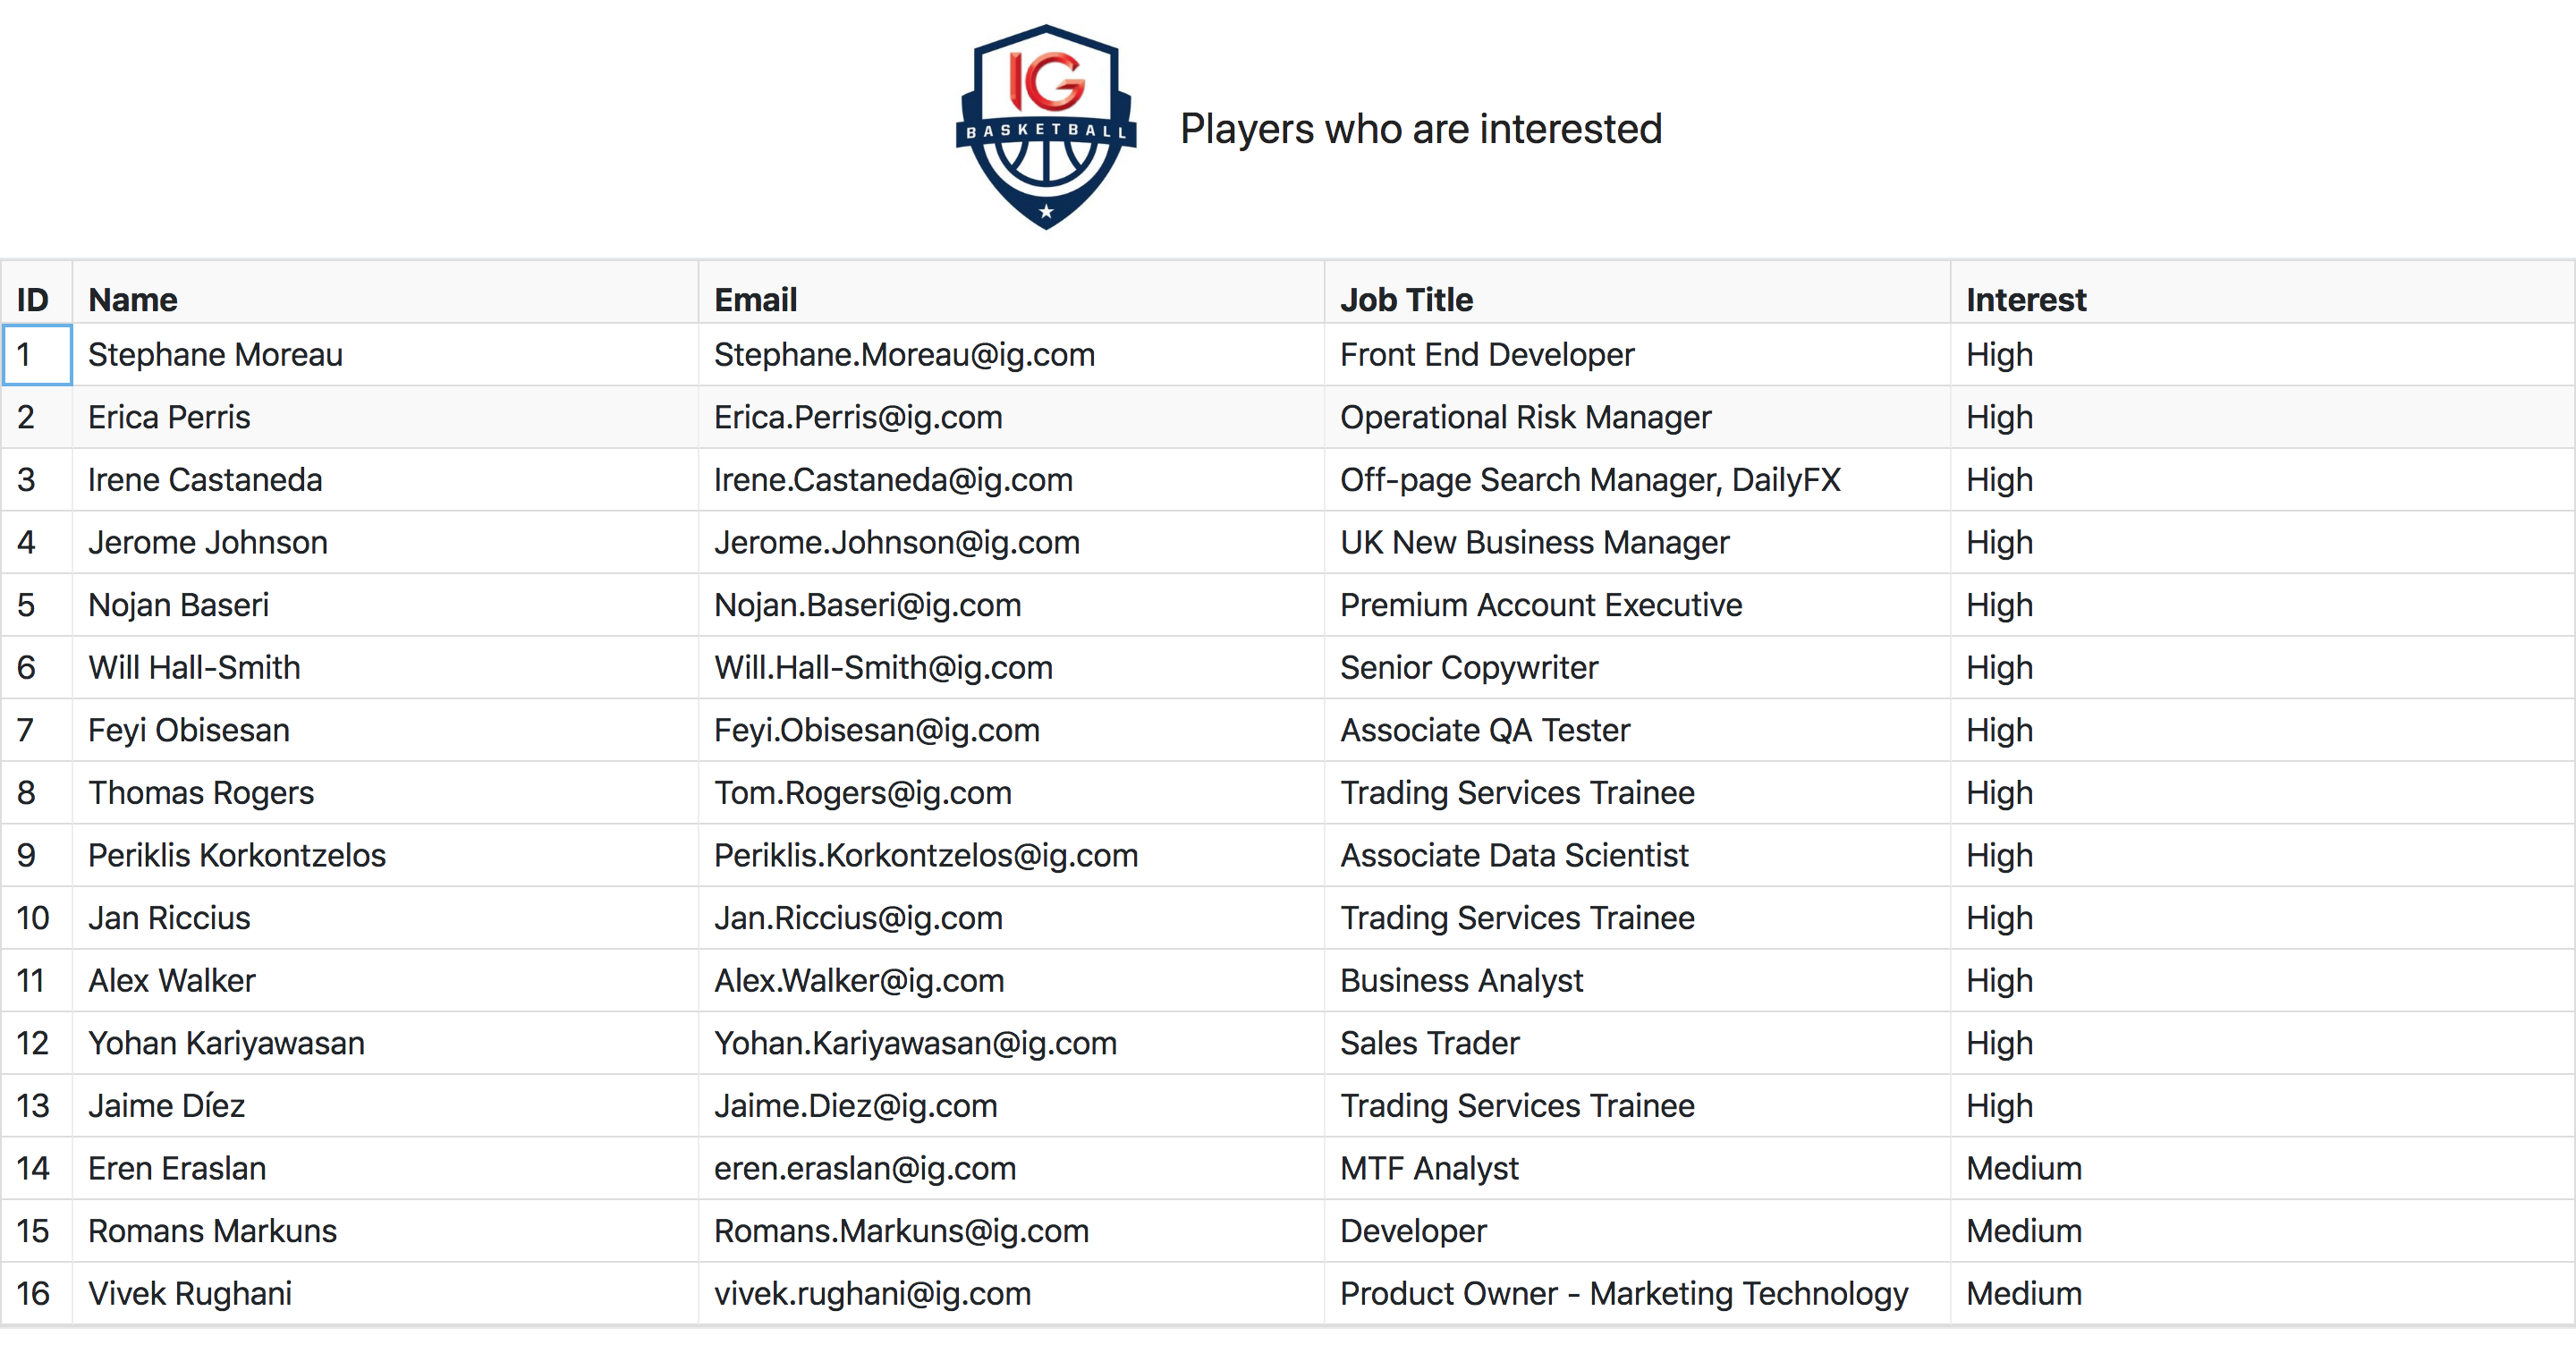 IG
BASKETBALL
Players who are interested
ID Name Email Job Title Interest
1 Stephane Moreau Stephane.Moreau@ig.com Front End Developer High
2 Erica Perris Erica.Perris@ig.com Operational Risk Manager High
3 Irene Castaneda Irene.Castaneda@ig.com Off-page Search Manager, DailyFX High
4 Jerome Johnson Jerome.Johnson@ig.com UK New Business Manager High
5 Nojan Baseri Nojan.Baseri@ig.com Premium Account Executive High
6 Will Hall-Smith Will.Hall-Smith@ig.com Senior Copywriter High
7 Feyi Obisesan Feyi.Obisesan@ig.com Associate QA Tester High
8 Thomas Rogers Tom.Rogers@ig.com Trading Services Trainee High
9 Periklis Korkontzelos Periklis.Korkontzelos@ig.com Associate Data Scientist High
10 Jan Riccius Jan.Riccius@ig.com Trading Services Trainee High
11 Alex Walker Alex.Walker@ig.com Business Analyst High
12 Yohan Kariyawasan Yohan.Kariyawasan@ig.com Sales Trader High
13 Jaime Díez Jaime.Diez@ig.com Trading Services Trainee High
14 Eren Eraslan eren.eraslan@ig.com MTF Analyst Medium
15 Romans Markuns Romans.Markuns@ig.com Developer Medium
16 Vivek Rughani vivek.rughani@ig.com Product Owner - Marketing Technology Medium